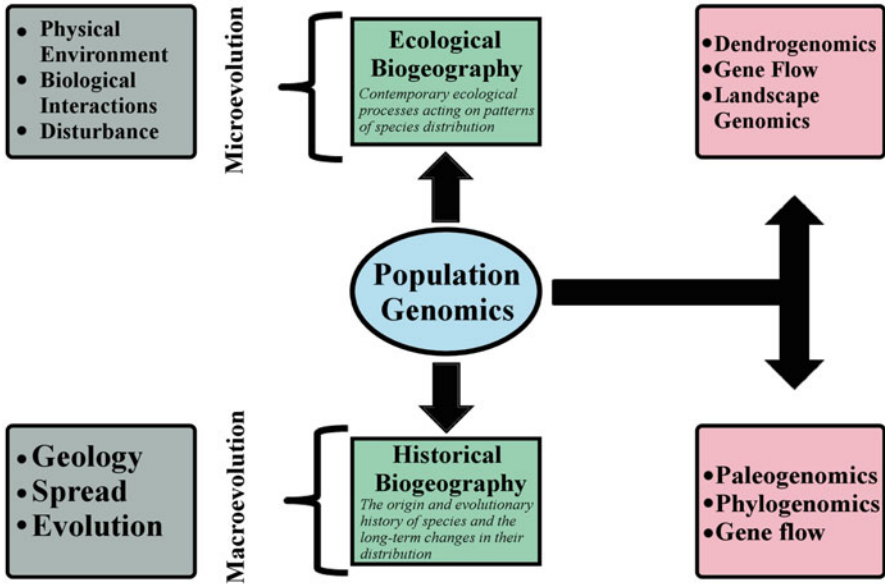 • Physical
Environment
• Biological
Interactions
• Disturbance
Microevolution
Ecological
Biogeography
Contemporary ecological
processes acting on patterns
of species distribution
•Dendrogenomics
•Gene Flow
•Landscape
Genomics
Population
Genomics
•Geology
•Spread
•Evolution
Macroevolution
Historical
Biogeography
The origin and evolutionary
history of species and the
long-term changes in their
distribution
•Paleogenomics
•Phylogenomics
•Gene flow